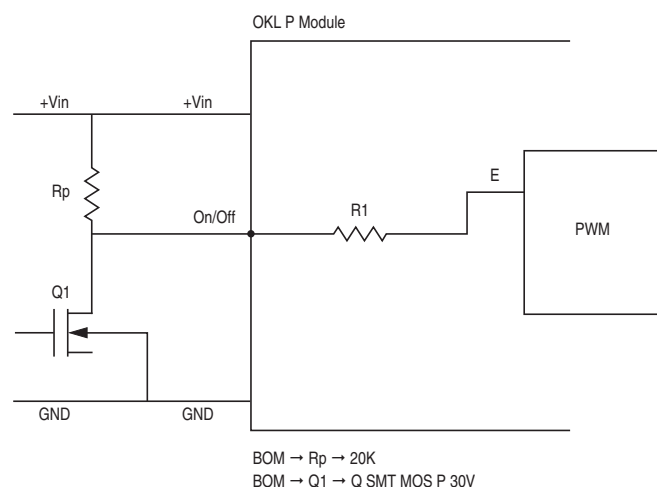 OKL P Module
+Vin +Vin
Rp
On/Off
R1
E
PWM
Q1
GND GND
BOM → Rp → 20K
BOM → Q1 → Q SMT MOS P 30V